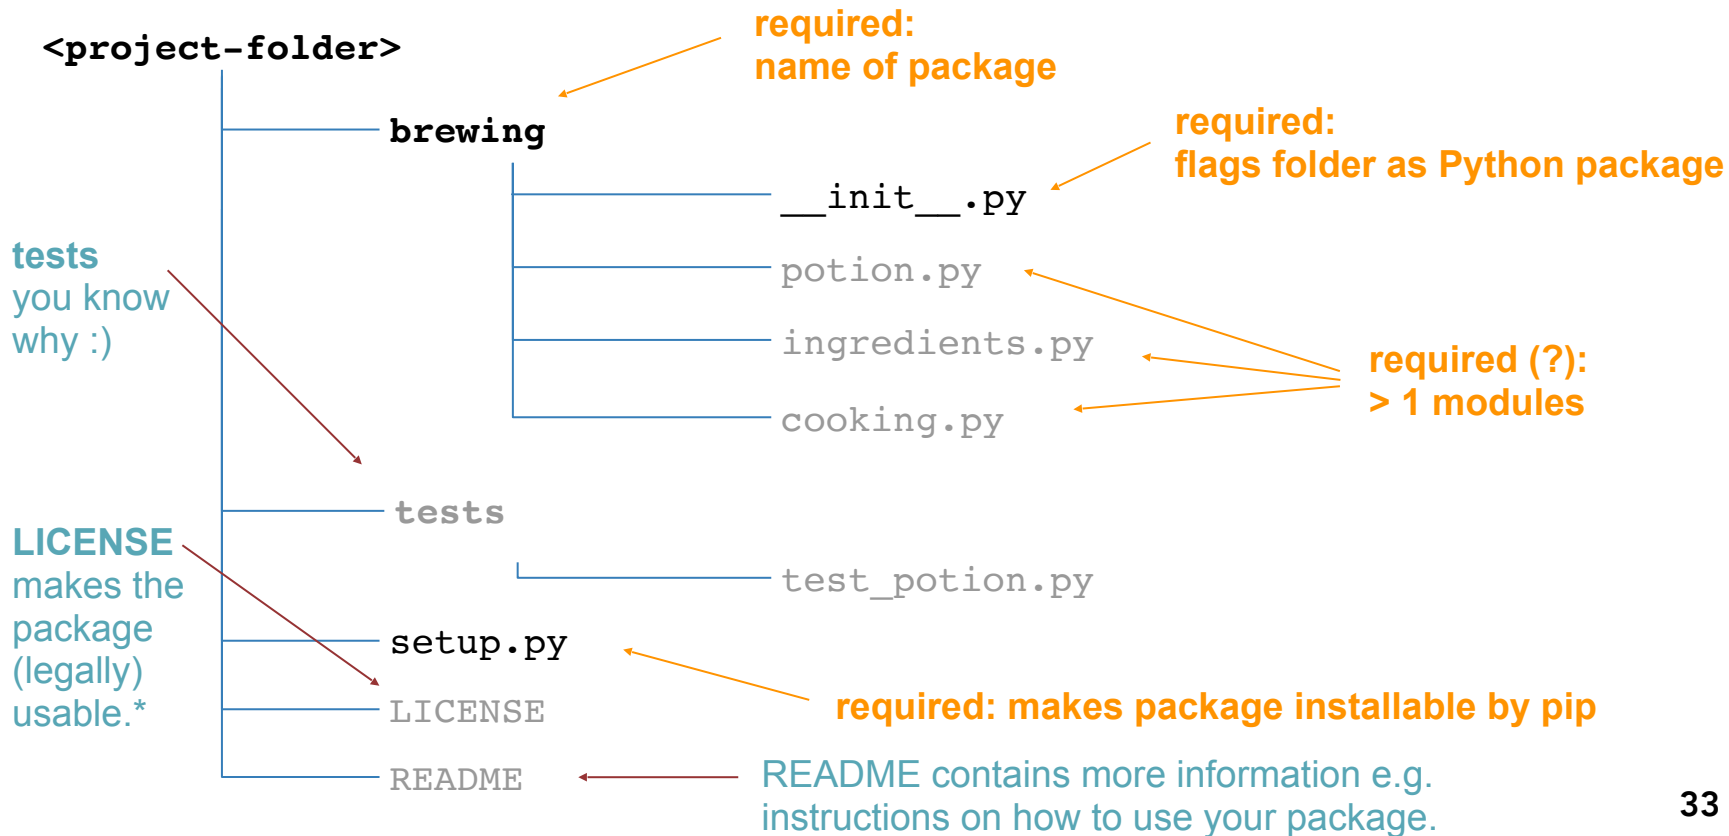 <project-folder>
required:
name of package
brewing
required:
flags folder as Python package
__init__.py
tests
you know
why :)
potion.py
ingredients.py
required (?):
> 1 modules
cooking.py
tests
LICENSE
makes the
package
(legally)
usable.*
test_potion.py
setup.py
required: makes package installable by pip
LICENSE
README
README contains more information e.g.
instructions on how to use your package.
33